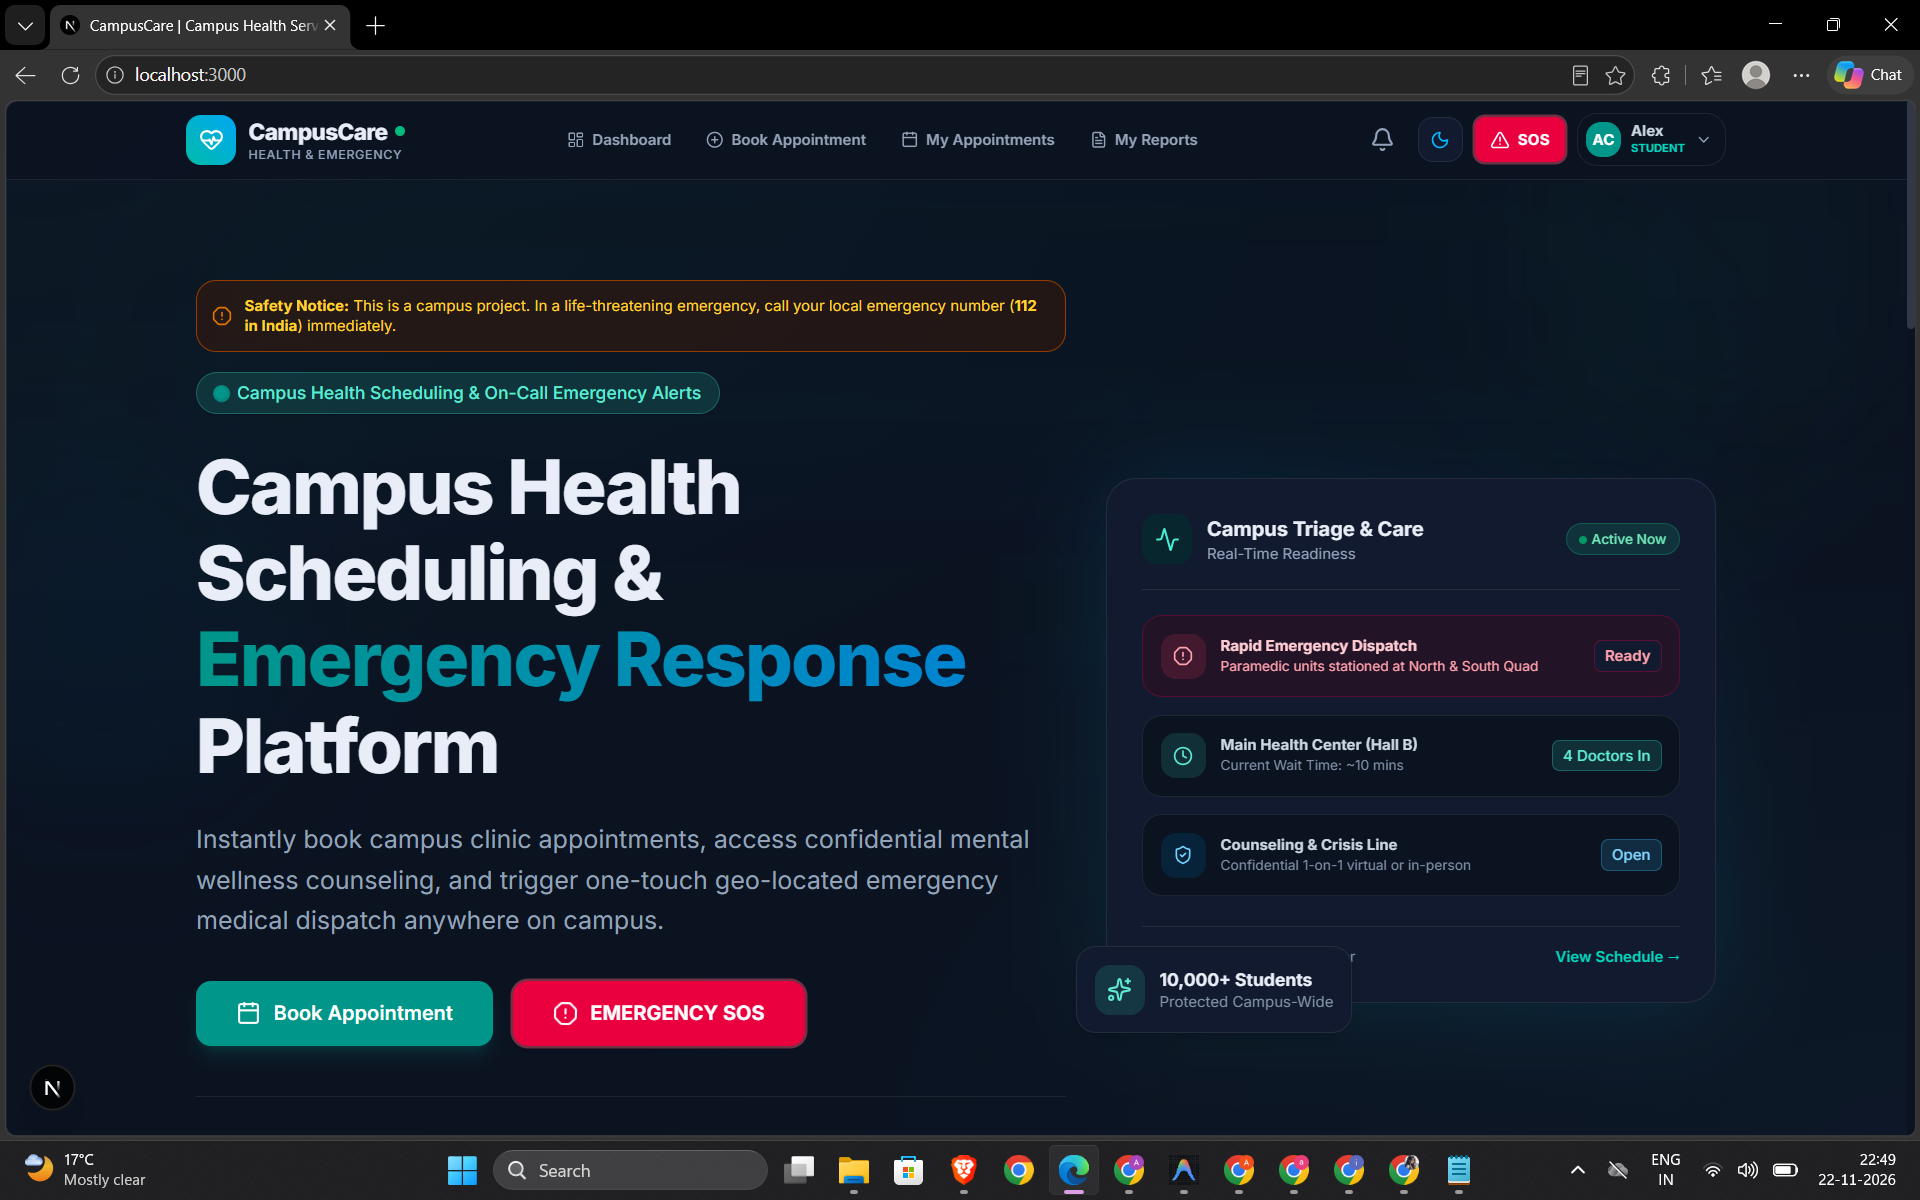 CampusCare | Campus Health Serv
localhost:3000
Chat
CampusCare
HEALTH & EMERGENCY
Dashboard
Book Appointment
My Appointments
My Reports
SOS
AC
Alex
STUDENT
Safety Notice: This is a campus project. In a life-threatening emergency, call your local emergency number (112
in India) immediately.
Campus Health Scheduling & On-Call Emergency Alerts
Campus Health
Scheduling &
Emergency Response
Platform
Instantly book campus clinic appointments, access confidential mental
wellness counseling, and trigger one-touch geo-located emergency
medical dispatch anywhere on campus.
Book Appointment
EMERGENCY SOS
Campus Triage & Care
Real-Time Readiness
Active Now
Rapid Emergency Dispatch
Paramedic units stationed at North & South Quad
Ready
Main Health Center (Hall B)
Current Wait Time: ~10 mins
4 Doctors In
Counseling & Crisis Line
Confidential 1-on-1 virtual or in-person
Open
r
View Schedule →
10,000+ Students
Protected Campus-Wide
N
17°C
Mostly clear
Search
ENG
IN
22:49
22-11-2026